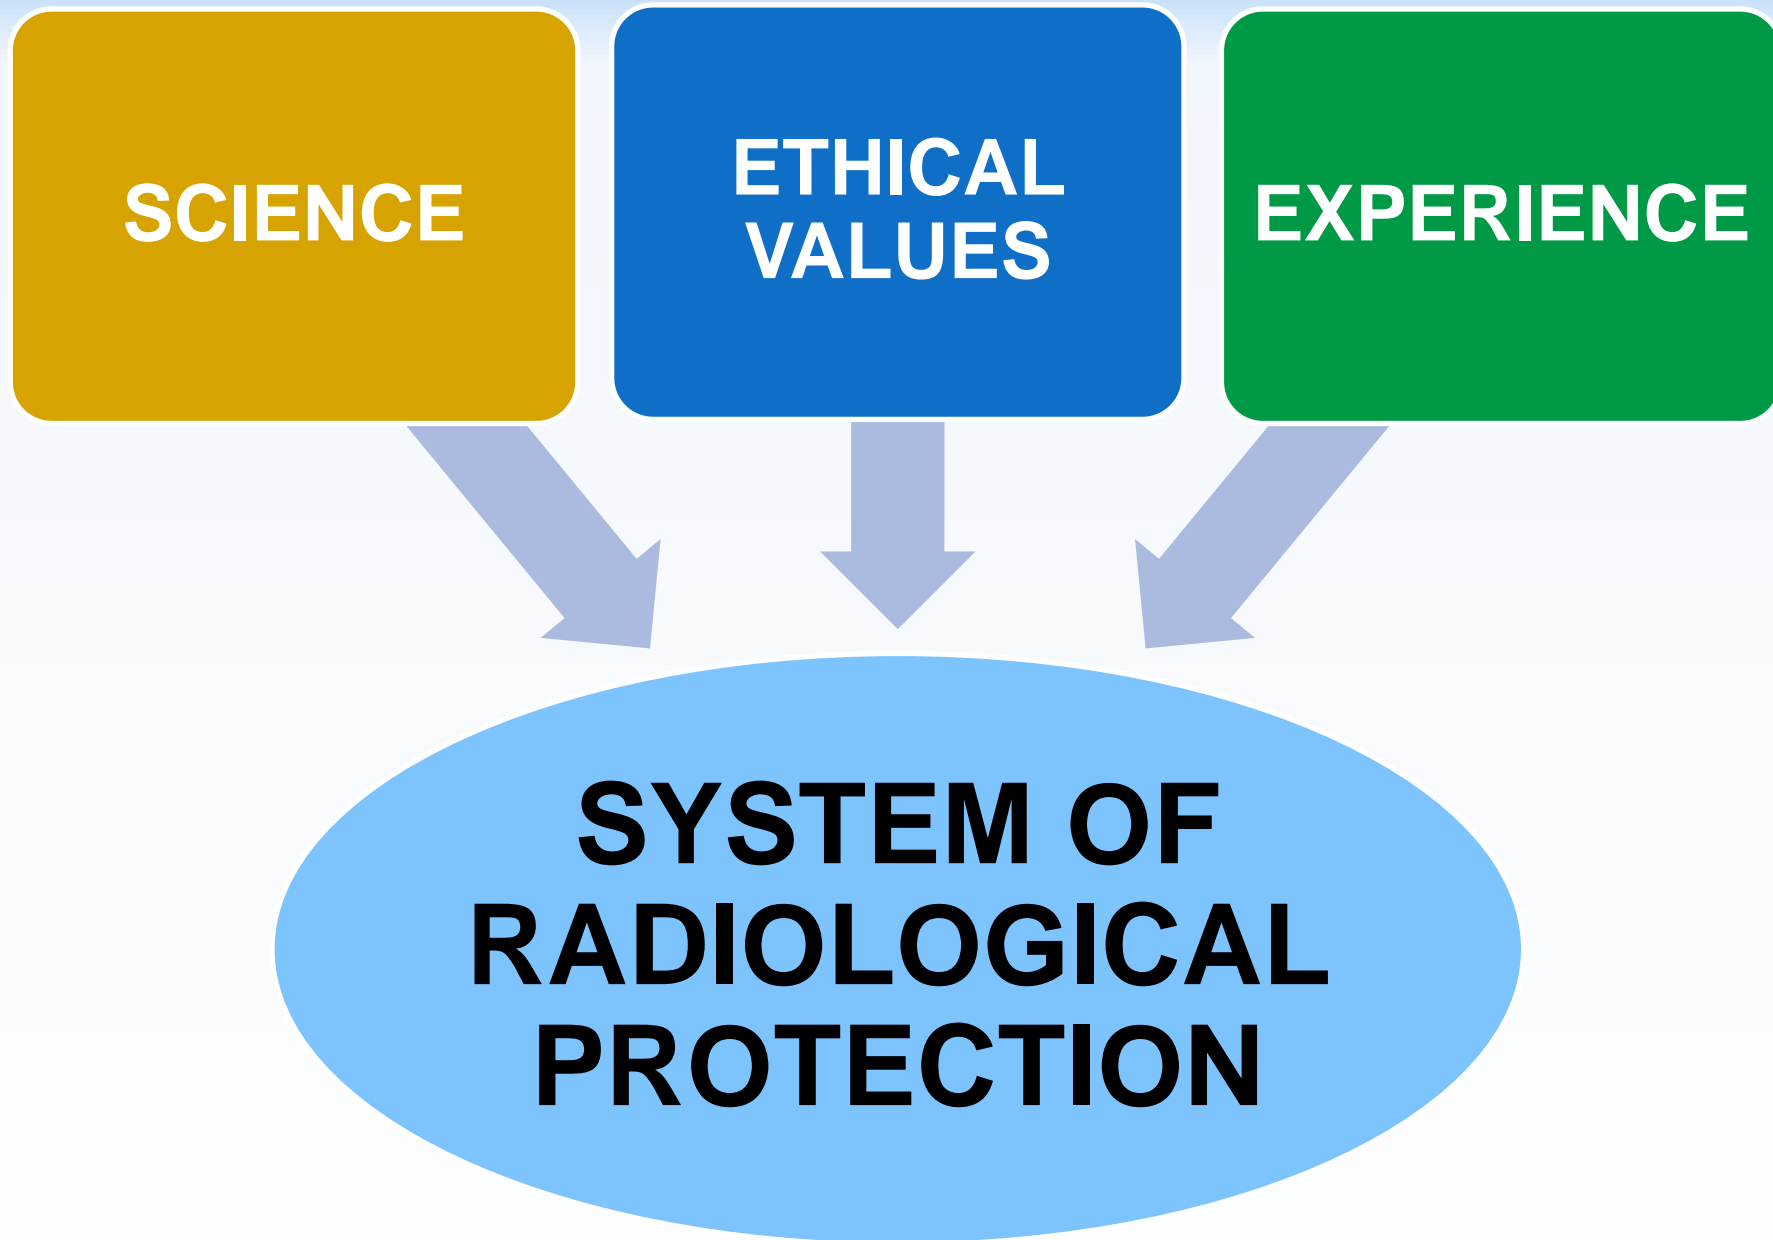 SCIENCE
ETHICAL
VALUES
EXPERIENCE
SYSTEM OF
RADIOLOGICAL
PROTECTION